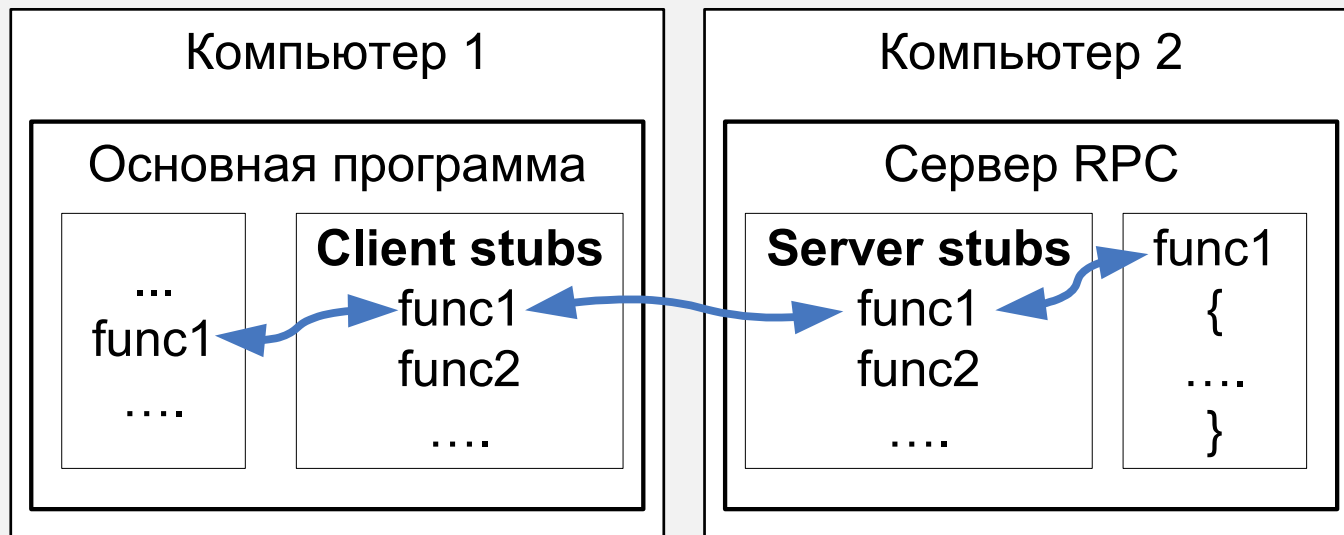 Компьютер 1
Основная программа
...
func1
....
Client stubs
func1
func2
....
Компьютер 2
Сервер RPC
Server stubs
func1
func2
....
func1
{
....
}